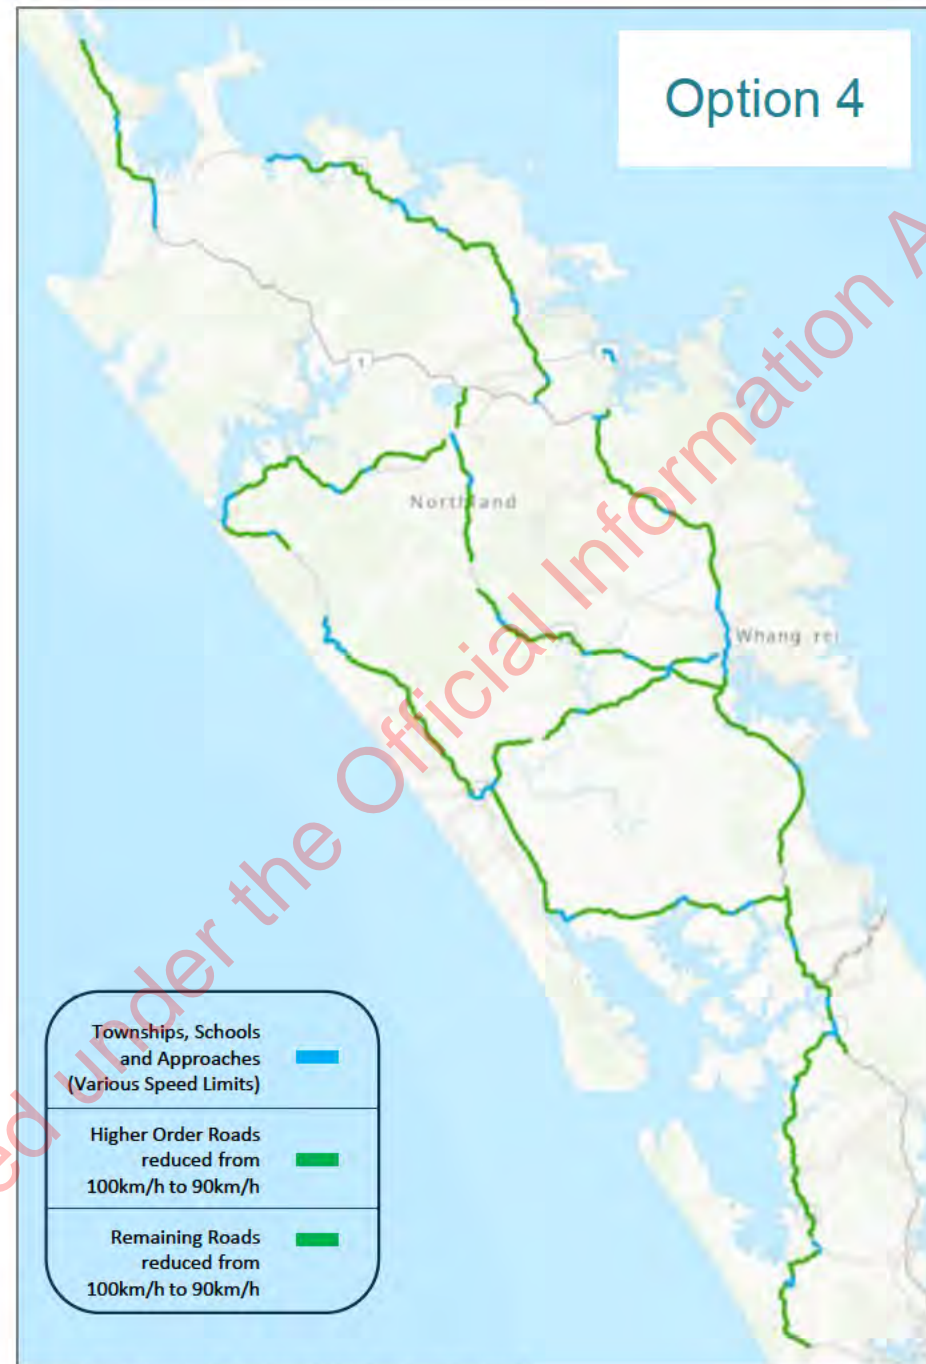 Option 4
1
Northland
Whang rei
Townships, Schools
and Approaches
(Various Speed Limits)
Higher Order Roads
reduced from
100km/h to 90km/h
Remaining Roads
reduced from
100km/h to 90km/h
ed under the Official Information A